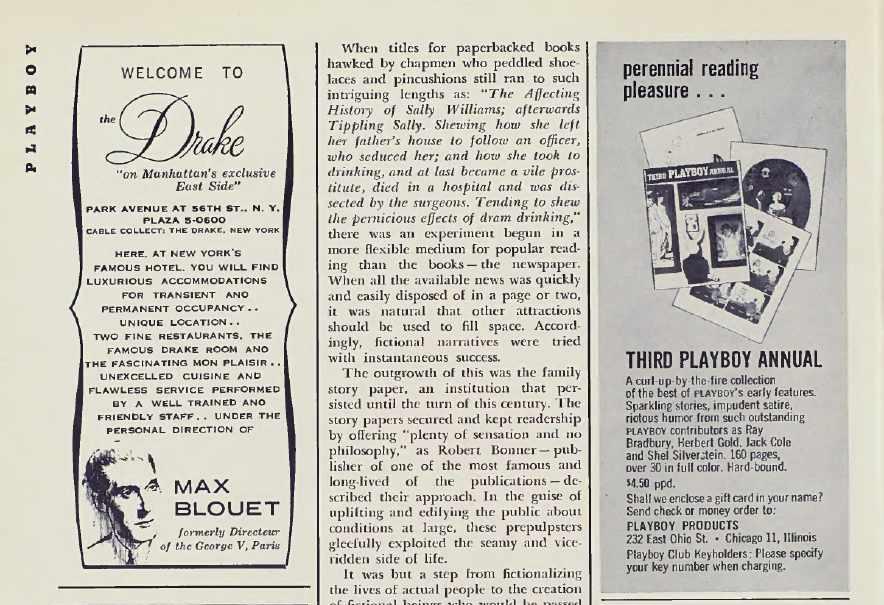 PLAYBOY
WELCOME TO
the
Drake
"on Manhattan's exclusive
East Side"
PARK AVENUE AT 56TH ST., N. Y.
PLAZA 5-0600
CABLE COLLECT: THE DRAKE, NEW YORK
HERE, AT NEW YORK'S
FAMOUS HOTEL, YOU WILL FIND
LUXURIOUS ACCOMMODATIONS
FOR TRANSIENT AND
PERMANENT OCCUPANCY..
UNIQUE LOCATION..
TWO FINE RESTAURANTS, THE
FAMOUS DRAKE ROOM AND
THE FASCINATING MON PLAISIR..
UNEXCELLED CUISINE AND
FLAWLESS SERVICE PERFORMED
BY A WELL TRAINED AND
FRIENDLY STAFF.. UNDER THE
PERSONAL DIRECTION OF
MAX
BLOUET
formerly Directeur
of the George V, Paris
When titles for paperbacked books
hawked by chapmen who peddled shoe-
laces and pincushions still ran to such
intriguing lengths as: "The Affecting
History of Sally Williams; afterwards
Tippling Sally. Shewing how she left
her father's house to follow an officer,
who seduced her; and how she took to
drinking, and at last became a vile pros-
titute, died in a hospital and was dis-
sected by the surgeons. Tending to shew
the pernicious effects of dram drinking,"
there was an experiment begun in a
more flexible medium for popular read-
ing than the books — the newspaper.
When all the available news was quickly
and easily disposed of in a page or two,
it was natural that other attractions
should be used to fill space. Accord-
ingly, fictional narratives were tried
with instantaneous success.
The outgrowth of this was the family
story paper, an institution that per-
sisted until the turn of this century. The
story papers secured and kept readership
by offering "plenty of sensation and no
philosophy," as Robert Bonner — pub-
lisher of one of the most famous and
long-lived of the publications — de-
scribed their approach. In the guise of
uplifting and edifying the public about
conditions at large, these prepulpsters
gleefully exploited the seamy and vice-
ridden side of life.
It was but a step from fictionalizing
the lives of actual people to the creation
of fictional beings who would be passed
perennial reading
pleasure . . .
THIRD PLAYBOY ANNUAL
THIRD PLAYBOY ANNUAL
A curl-up-by-the-fire collection
of the best of PLAYBOY's early features.
Sparkling stories, impudent satire,
riotous humor from such outstanding
PLAYBOY contributors as Ray
Bradbury, Herbert Gold, Jack Cole
and Shel Silverstein. 160 pages,
over 30 in full color. Hard-bound.
$4.50 ppd.
Shall we enclose a gift card in your name?
Send check or money order to:
PLAYBOY PRODUCTS
232 East Ohio St. • Chicago 11, Illinois
Playboy Club Keyholders: Please specify
your key number when charging.